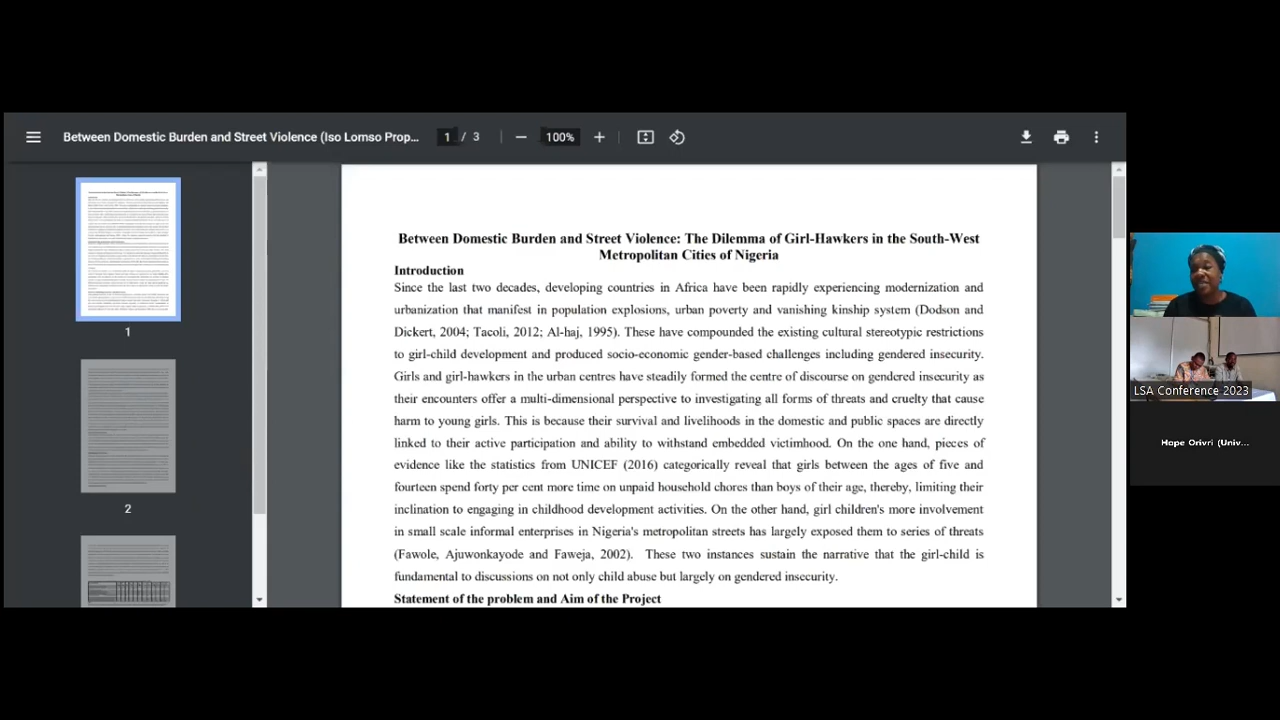 Between Domestic Burden and Street Violence (Iso Lomso Prop...
1 / 3
100%
Between Domestic Burden and Street Violence: The Dilemma of Girl-Hawkers in the South-West
Metropolitan Cities of Nigeria
Introduction
Since the last two decades, developing countries in Africa have been rapidly experiencing modernization and
urbanization that manifest in population explosions, urban poverty and vanishing kinship system (Dodson and
Dickert, 2004; Tacoli, 2012; Al-haj, 1995). These have compounded the existing cultural stereotypic restrictions
to girl-child development and produced socio-economic gender-based challenges including gendered insecurity.
Girls and girl-hawkers in the urban centres have steadily formed the centre of discourse on gendered insecurity as
their encounters offer a multi-dimensional perspective to investigating all forms of threats and cruelty that cause
harm to young girls. This is because their survival and livelihoods in the domestic and public spaces are directly
linked to their active participation and ability to withstand embedded victimhood. On the one hand, pieces of
evidence like the statistics from UNICEF (2016) categorically reveal that girls between the ages of five and
fourteen spend forty per cent more time on unpaid household chores than boys of their age, thereby, limiting their
inclination to engaging in childhood development activities. On the other hand, girl children's more involvement
in small scale informal enterprises in Nigeria's metropolitan streets has largely exposed them to series of threats
(Fawole, Ajuwonkayode and Faweja, 2002). These two instances sustain the narrative that the girl-child is
fundamental to discussions on not only child abuse but largely on gendered insecurity.
Statement of the problem and Aim of the Project
1
2
LSA Conference 2023
Hope Orivri (Univ...